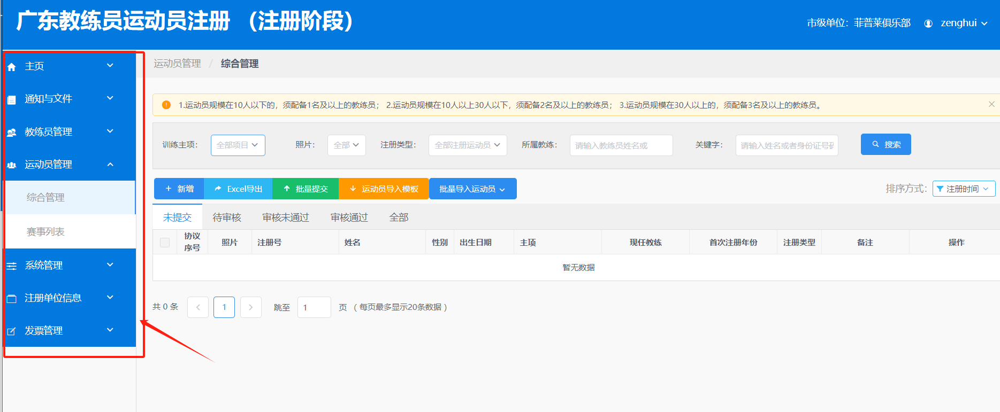 广东教练员运动员注册 （注册阶段）
市级单位：菲普莱俱乐部 zenghui
主页
通知与文件
教练员管理
运动员管理
综合管理
赛事列表
系统管理
注册单位信息
发票管理
运动员管理 / 综合管理
1.运动员规模在10人以下的，须配备1名及以上的教练员； 2.运动员规模在10人以上30人以下，须配备2名及以上的教练员； 3.运动员规模在30人以上的，须配备3名及以上的教练员。
训练主项： 全部项目 照片： 全部 注册类型： 全部注册运动员 所属教练： 请输入教练员姓名或 关键字： 请输入姓名或者身份证号码 搜索
新增 Excel导出 批量提交 运动员导入模板 批量导入运动员 排序方式： 注册时间
未提交 待审核 审核未通过 审核通过 全部
协议序号 照片 注册号 姓名 性别 出生日期 主项 现任教练 首次注册年份 注册类型 备注 操作
暂无数据
共 0 条 1 跳至 1 页 （ 每页最多显示20条数据 ）